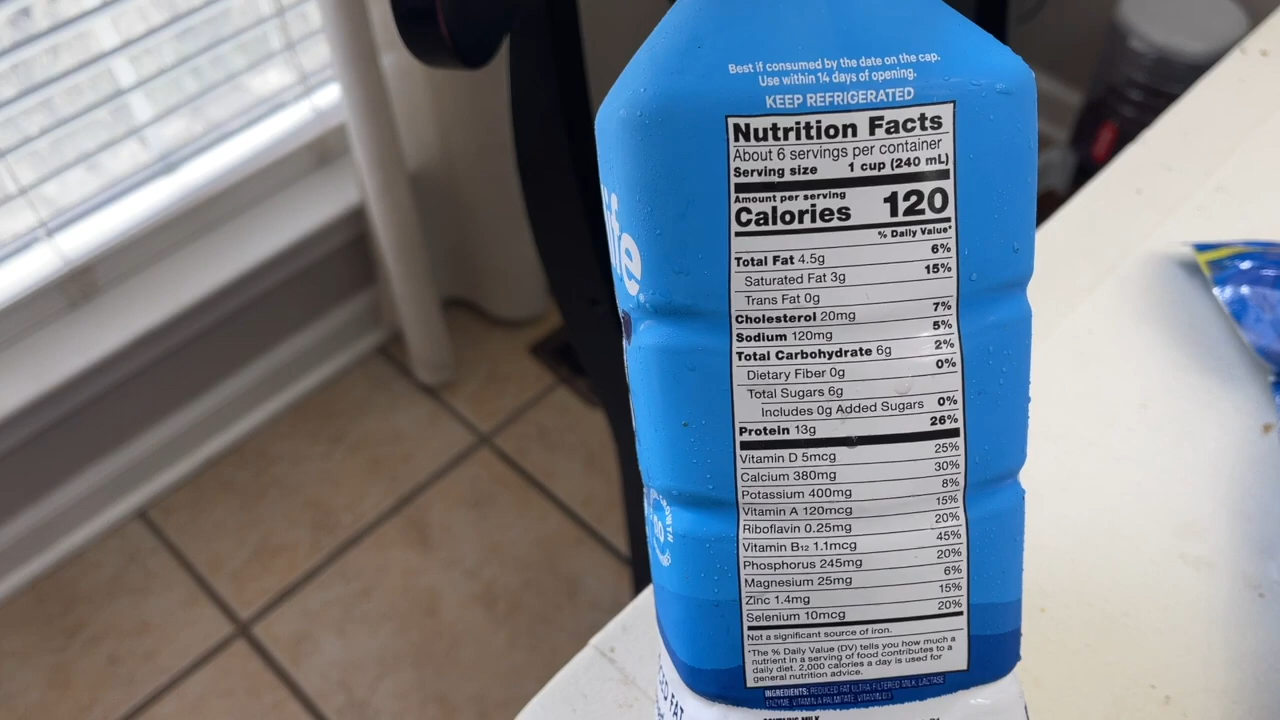 Best if consumed by the date on the cap.
Use within 14 days of opening.
KEEP REFRIGERATED
Nutrition Facts
About 6 servings per container
Serving size 1 cup (240 mL)
Amount per serving
Calories 120
% Daily Value*
Total Fat 4.5g 6%
Saturated Fat 3g 15%
Trans Fat 0g
Cholesterol 20mg 7%
Sodium 120mg 5%
Total Carbohydrate 6g 2%
Dietary Fiber 0g 0%
Total Sugars 6g
Includes 0g Added Sugars 0%
Protein 13g 26%
Vitamin D 5mcg 25%
Calcium 380mg 30%
Potassium 400mg 8%
Vitamin A 120mcg 15%
Riboflavin 0.25mg 20%
Vitamin B12 1.1mcg 45%
Phosphorus 245mg 20%
Magnesium 25mg 6%
Zinc 1.4mg 15%
Selenium 10mcg 20%
Not a significant source of iron.
*The % Daily Value (DV) tells you how much a
nutrient in a serving of food contributes to a
daily diet. 2,000 calories a day is used for
general nutrition advice.
INGREDIENTS: REDUCED FAT ULTRA-FILTERED MILK, LACTASE
ENZYME, VITAMIN A PALMITATE, VITAMIN D3
ife
FAT